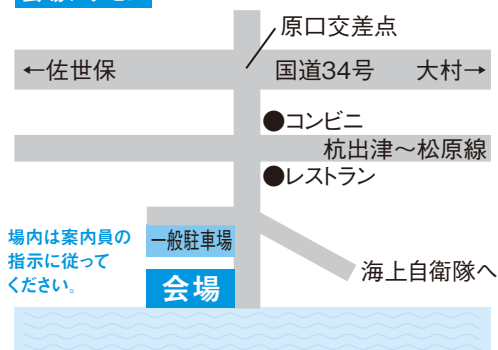 原口交差点
←佐世保
国道34号
大村→
●コンビニ
杭出津〜松原線
●レストラン
場内は案内員の
指示に従って
ください。
一般駐車場
海上自衛隊へ
会場